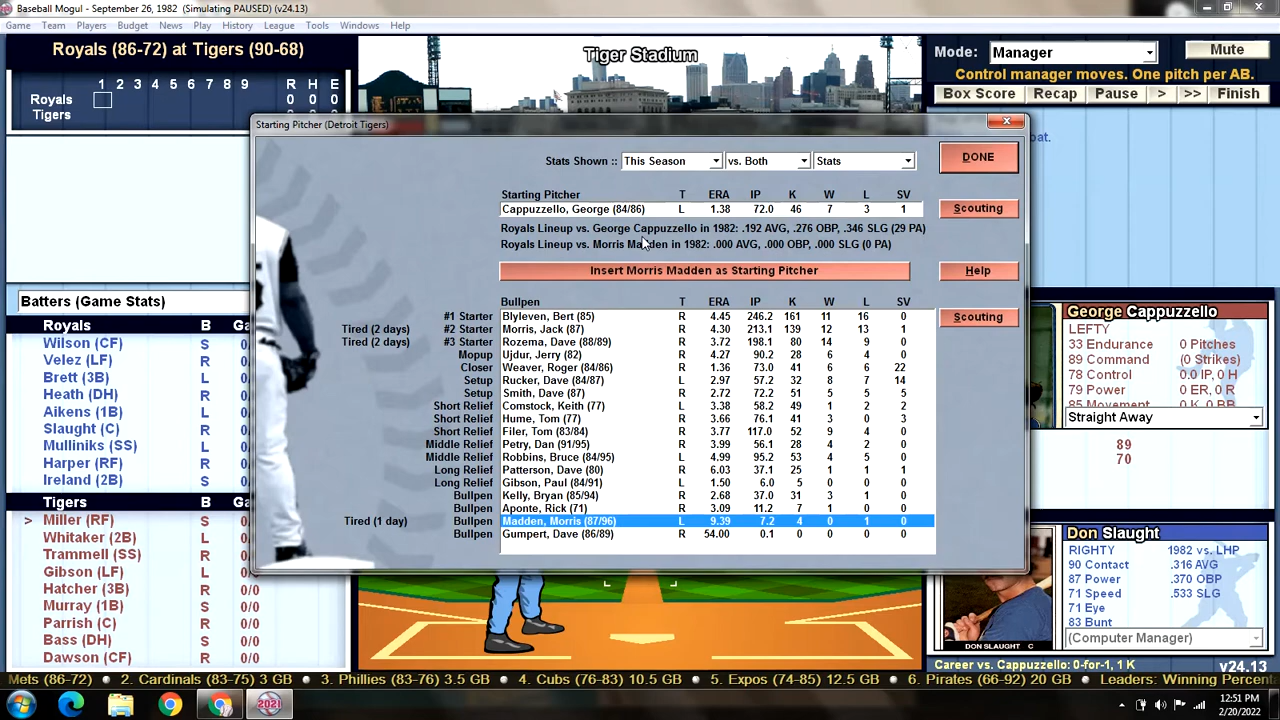 Baseball Mogul - September 26, 1982 (Simulating PAUSED) (v24.13)
Game Team Players Budget News Play History League Tools Windows Help
Royals (86-72) at Tigers (90-68)
1 2 3 4 5 6 7 8 9 R H E
Royals 0 0 0
Tigers 0 0 0
Tiger Stadium
Mode: Manager Mute
Control manager moves. One pitch per AB.
Box Score Recap Pause > >> Finish
Starting Pitcher (Detroit Tigers)
Stats Shown :: This Season vs. Both Stats DONE
Starting Pitcher T ERA IP K W L SV
Cappuzzello, George (84/86) L 1.38 72.0 46 7 3 1 Scouting
Royals Lineup vs. George Cappuzzello in 1982: .192 AVG, .276 OBP, .346 SLG (29 PA)
Royals Lineup vs. Morris Madden in 1982: .000 AVG, .000 OBP, .000 SLG (0 PA)
Insert Morris Madden as Starting Pitcher Help
Bullpen T ERA IP K W L SV
#1 Starter Blyleven, Bert (85) R 4.45 246.2 161 11 16 0 Scouting
Tired (2 days) #2 Starter Morris, Jack (87) R 4.30 213.1 139 12 13 1
Tired (2 days) #3 Starter Rozema, Dave (88/89) R 3.72 198.1 80 14 9 0
Mopup Ujdur, Jerry (82) R 4.27 90.2 28 6 4 0
Closer Weaver, Roger (84/86) R 1.36 73.0 41 6 6 22
Setup Rucker, Dave (84/87) L 2.97 57.2 32 8 7 14
Setup Smith, Dave (87) R 2.72 72.2 51 5 5 5
Short Relief Comstock, Keith (77) L 3.38 58.2 49 1 2 2
Short Relief Hume, Tom (77) R 3.66 76.1 41 3 0 3
Short Relief Filer, Tom (83/84) R 3.77 117.0 52 9 4 0
Middle Relief Petry, Dan (91/95) R 3.99 56.1 28 4 2 0
Middle Relief Robbins, Bruce (84/95) L 4.99 95.2 53 4 5 0
Long Relief Patterson, Dave (80) R 6.03 37.1 25 1 1 1
Long Relief Gibson, Paul (84/91) L 1.50 6.0 5 0 0 0
Bullpen Kelly, Bryan (85/94) R 2.68 37.0 31 3 1 0
Bullpen Aponte, Rick (71) R 3.09 11.2 7 1 0 0
Tired (1 day) Bullpen Madden, Morris (87/96) L 9.39 7.2 4 0 1 0
Bullpen Gumpert, Dave (86/89) R 54.00 0.1 0 0 0 0
Batters (Game Stats)
Royals B
Wilson (CF) S
Velez (LF) R
Brett (3B) L
Heath (DH) R
Aikens (1B) L
Slaught (C) R
Mulliniks (SS) L
Harper (RF) R
Ireland (2B) S
Tigers B
> Miller (RF) S 0/0
Whitaker (2B) L 0/0
Trammell (SS) R 0/0
Gibson (LF) L 0/0
Hatcher (3B) R 0/0
Murray (1B) S 0/0
Parrish (C) R 0/0
Bass (DH) S 0/0
Dawson (CF) R 0/0
George Cappuzzello
LEFTY
33 Endurance 0 Pitches
89 Command (0 Strikes)
78 Control 0.0 IP, 0 H
79 Power 0 ER, 0 R
85 Movement 0 K, 0 BB
Straight Away
89
70
Don Slaught
RIGHTY 1982 vs. LHP
90 Contact .316 AVG
87 Power .370 OBP
71 Speed .533 SLG
71 Eye
83 Bunt
(Computer Manager)
DON SLAUGHT C
Career vs. Cappuzzello: 0-for-1, 1 K v24.13
Mets (86-72) 2. Cardinals (83-75) 3 GB 3. Phillies (76-76) 3.5 GB 4. Cubs (76-83) 10.5 GB 5. Expos (74-85) 12.5 GB 6. Pirates (66-92) 20 GB Leaders: Winning Percent
2021
12:51 PM
2/20/2022